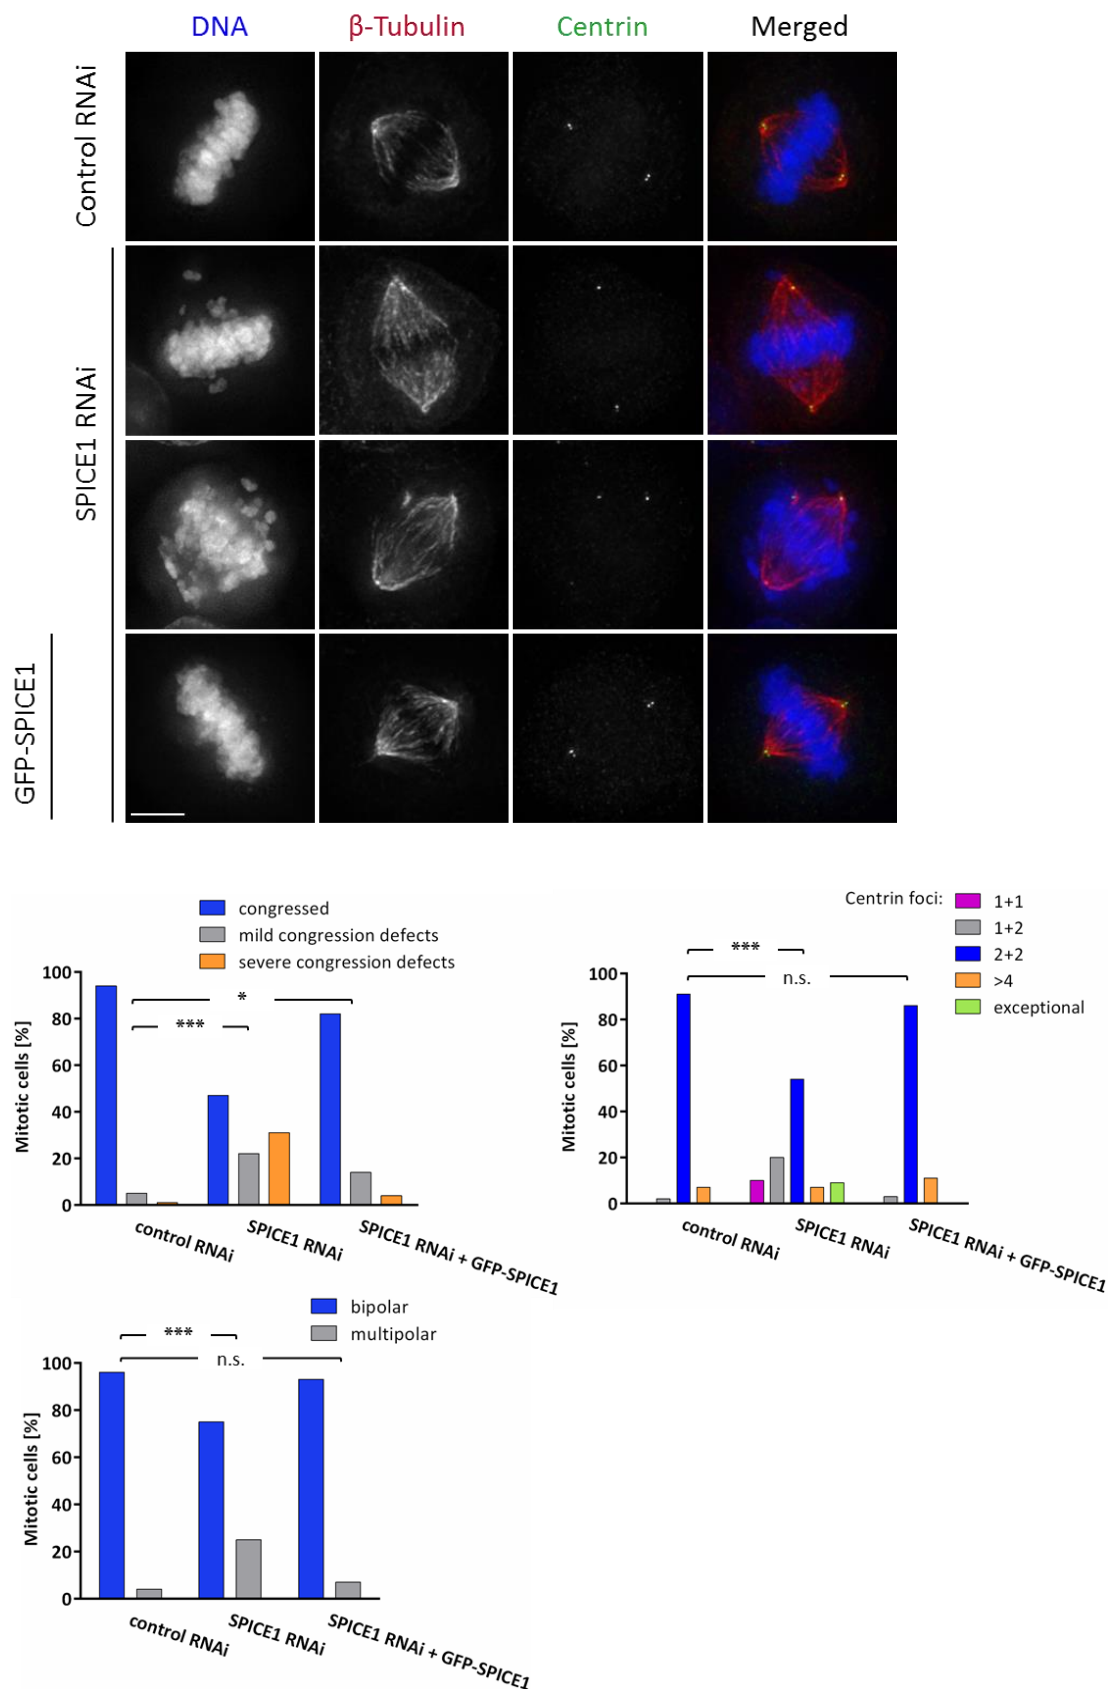 DNA β-Tubulin Centrin Merged
Control RNAi
SPICE1 RNAi
GFP-SPICE1
congressed
mild congression defects
severe congression defects
Mitotic cells [%]
100
80
60
40
20
0
*
***
control RNAi
SPICE1 RNAi
SPICE1 RNAi + GFP-SPICE1
Centrin foci:
1+1
1+2
2+2
>4
exceptional
Mitotic cells [%]
100
80
60
40
20
0
***
n.s.
control RNAi
SPICE1 RNAi
SPICE1 RNAi + GFP-SPICE1
bipolar
multipolar
Mitotic cells [%]
100
80
60
40
20
0
***
n.s.
control RNAi
SPICE1 RNAi
SPICE1 RNAi + GFP-SPICE1